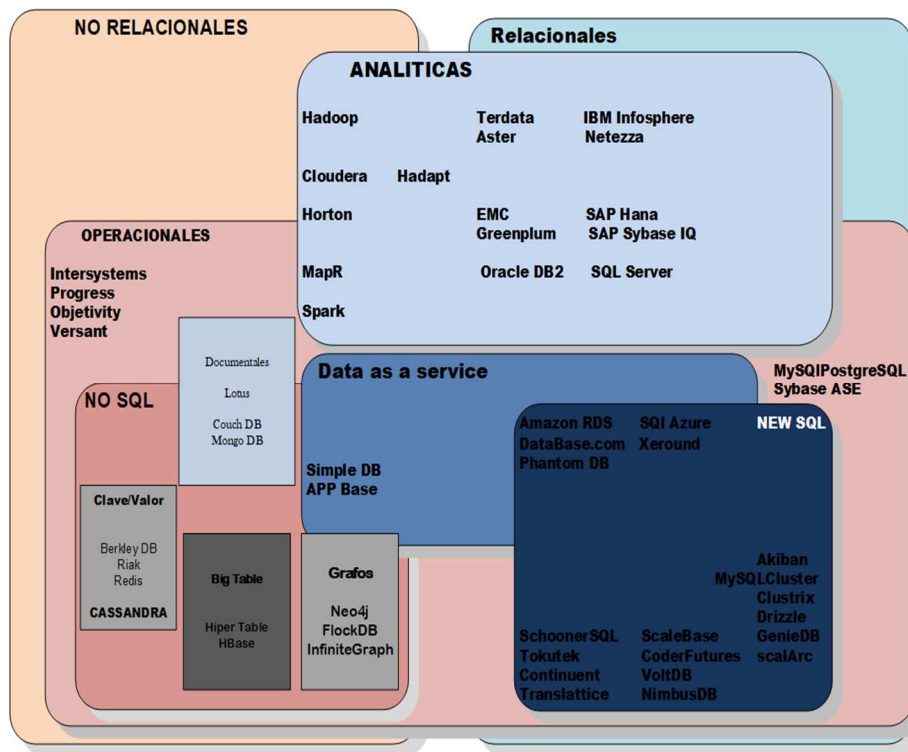 NO RELACIONALES
Relacionales
ANALITICAS
Hadoop
Terdata
Aster
IBM Infosphere
Netezza
Cloudera
Hadapt
Horton
EMC
Greenplum
SAP Hana
SAP Sybase IQ
MapR
Oracle DB2
SQL Server
Spark
OPERACIONALES
Intersystems
Progress
Objetivity
Versant
Documentales
Lotus
Couch DB
Mongo DB
NO SQL
Clave/Valor
Berkley DB
Riak
Redis
CASSANDRA
Big Table
Hiper Table
HBase
Grafos
Neo4j
FlockDB
InfiniteGraph
Data as a service
Simple DB
APP Base
MySQlPostgreSQL
Sybase ASE
NEW SQL
Amazon RDS
DataBase.com
Phantom DB
SQl Azure
Xeround
Akiban
MySQLCluster
Clustrix
Drizzle
GenieDB
scalArc
SchoonerSQL
Tokutek
Continuent
Translattice
ScaleBase
CoderFutures
VoltDB
NimbusDB